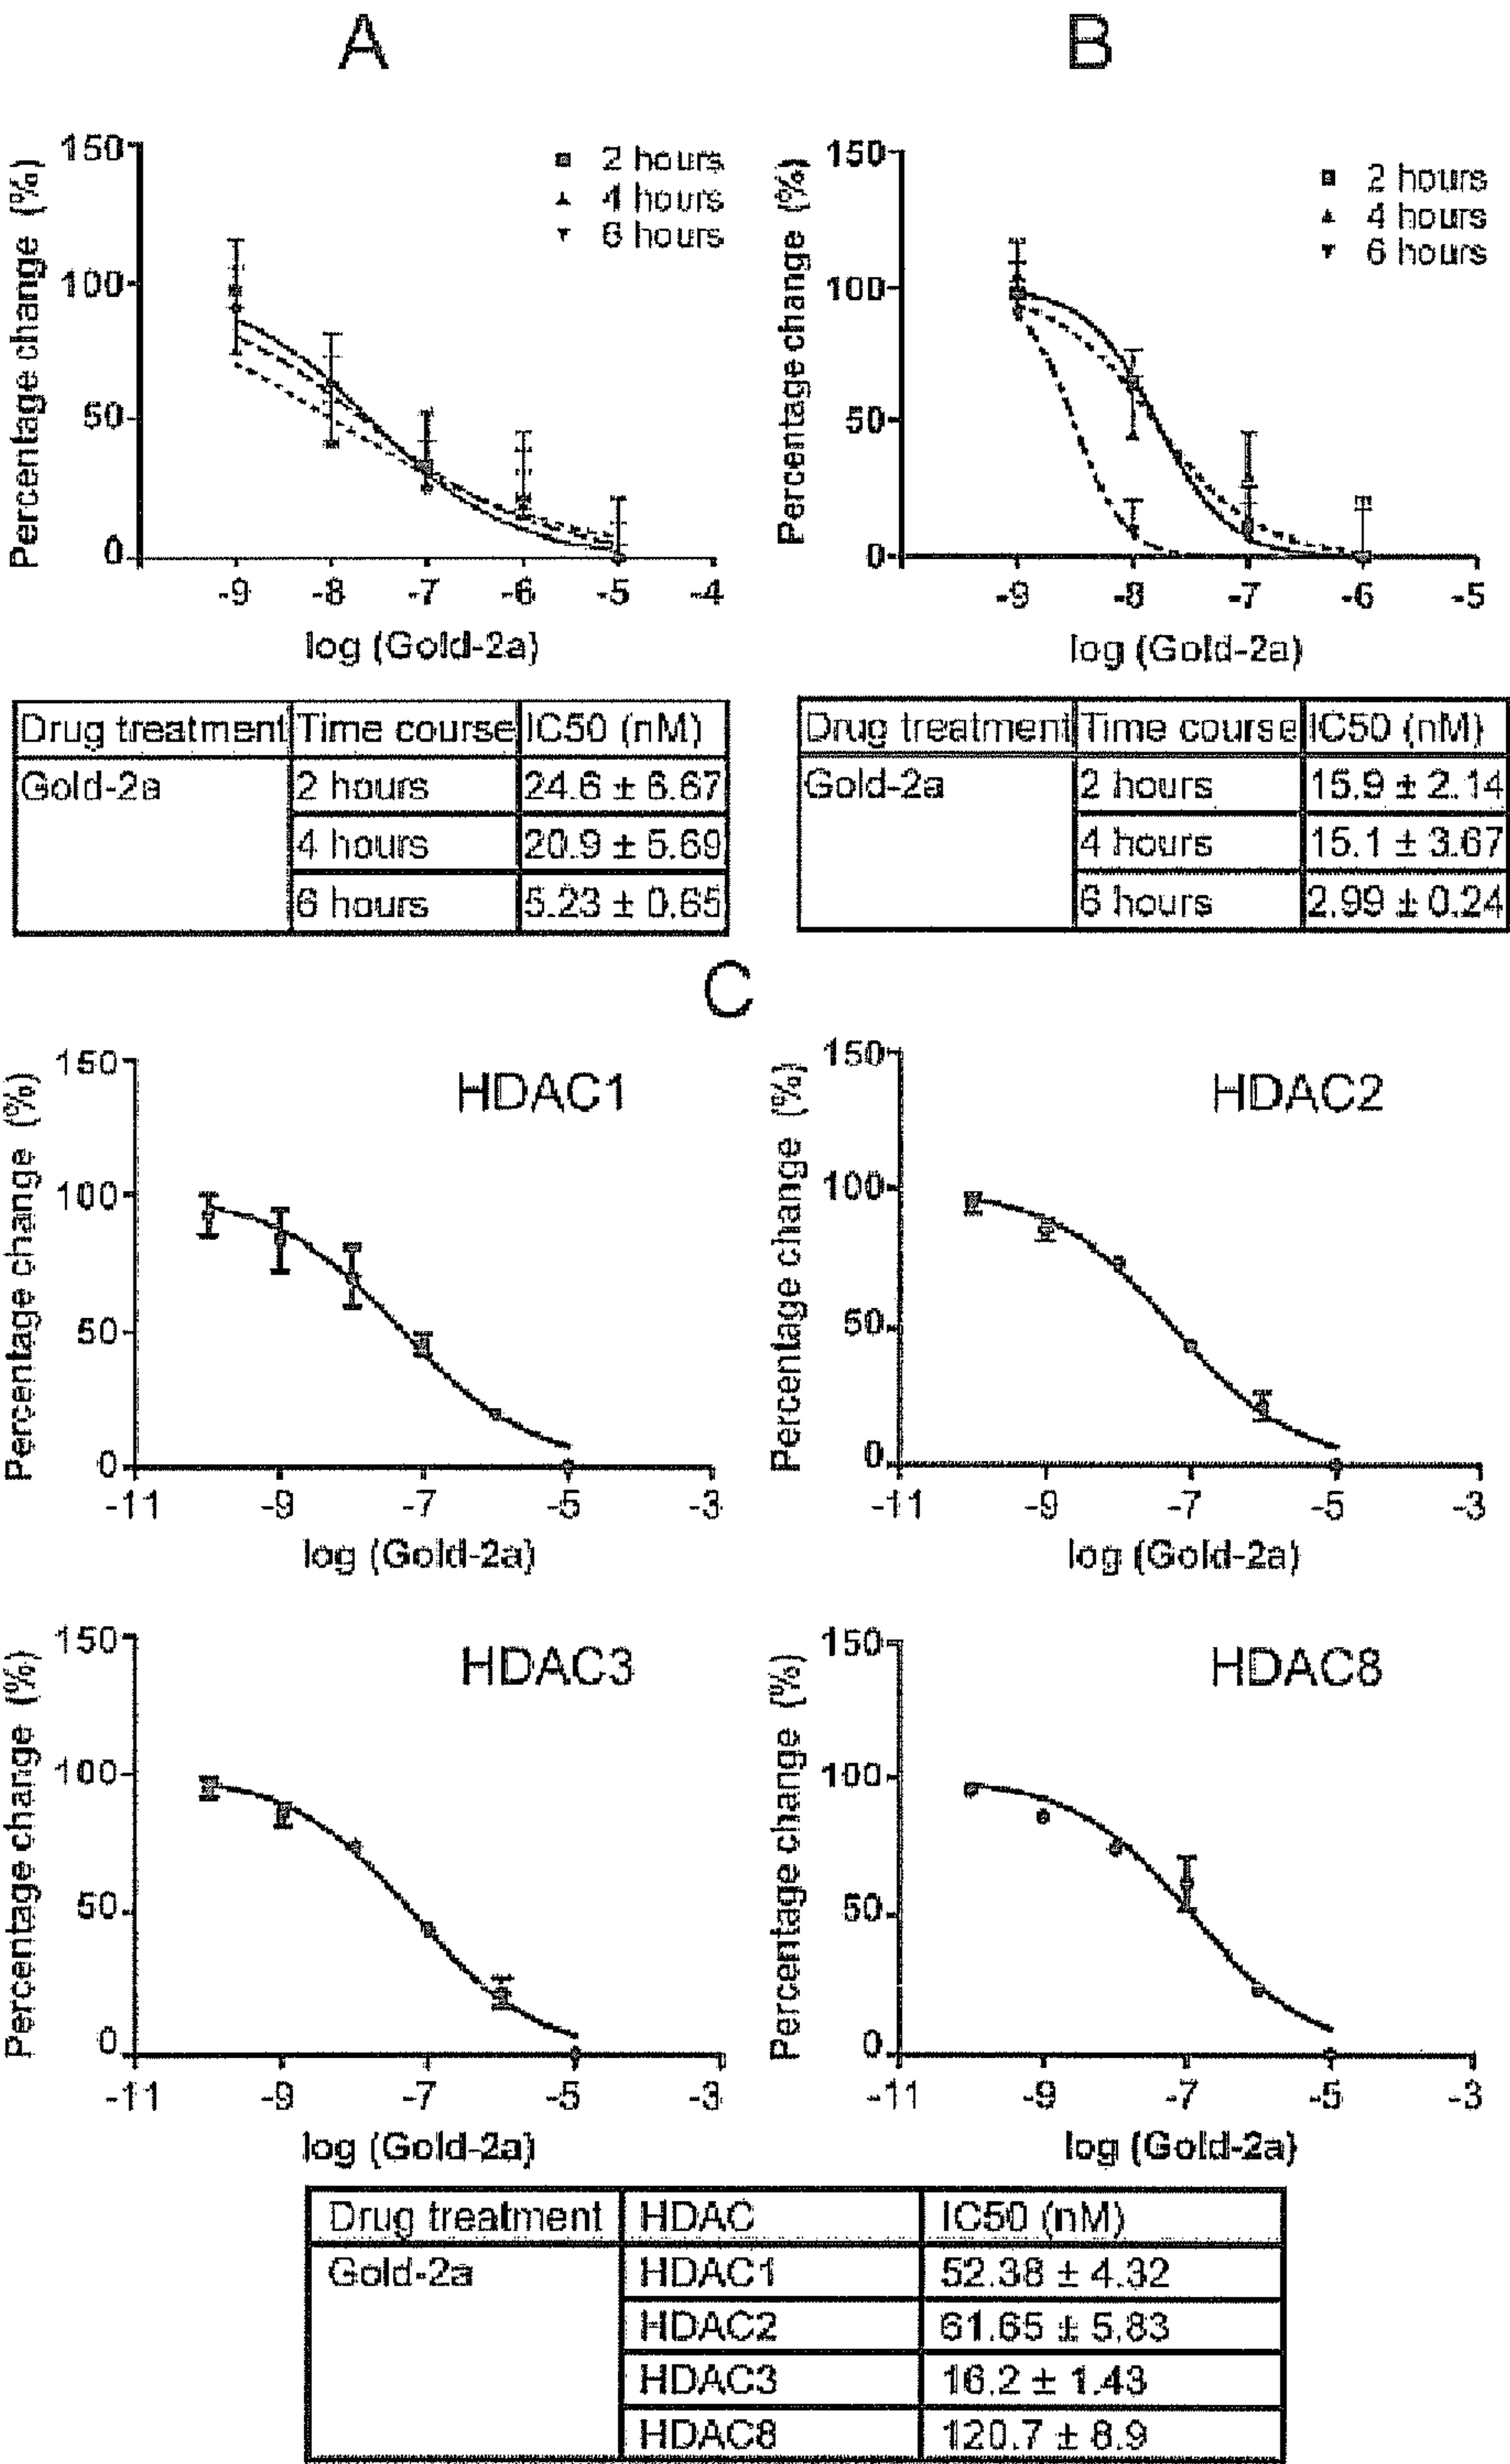 A
Percentage change (%)
150
100
50
0
2 hours
4 hours
6 hours
-9 -8 -7 -6 -5 -4
log (Gold-2a)
Drug treatment Time course IC50 (nM)
Gold-2a 2 hours 24.6 ± 6.67
4 hours 20.9 ± 5.69
6 hours 5.23 ± 0.65
B
Percentage change (%)
150
100
50
0
2 hours
4 hours
6 hours
-9 -8 -7 -6 -5
log (Gold-2a)
Drug treatment Time course IC50 (nM)
Gold-2a 2 hours 15.9 ± 2.14
4 hours 15.1 ± 3.67
6 hours 2.99 ± 0.24
C
HDAC1
Percentage change (%)
150
100
50
0
-11 -9 -7 -5 -3
log (Gold-2a)
HDAC2
Percentage change (%)
150
100
50
0
-11 -9 -7 -5 -3
log (Gold-2a)
HDAC3
Percentage change (%)
150
100
50
0
-11 -9 -7 -5 -3
log (Gold-2a)
HDAC8
Percentage change (%)
150
100
50
0
-11 -9 -7 -5 -3
log (Gold-2a)
Drug treatment HDAC IC50 (nM)
Gold-2a HDAC1 52.38 ± 4.32
HDAC2 61.65 ± 5.83
HDAC3 16.2 ± 1.43
HDAC8 120.7 ± 8.9